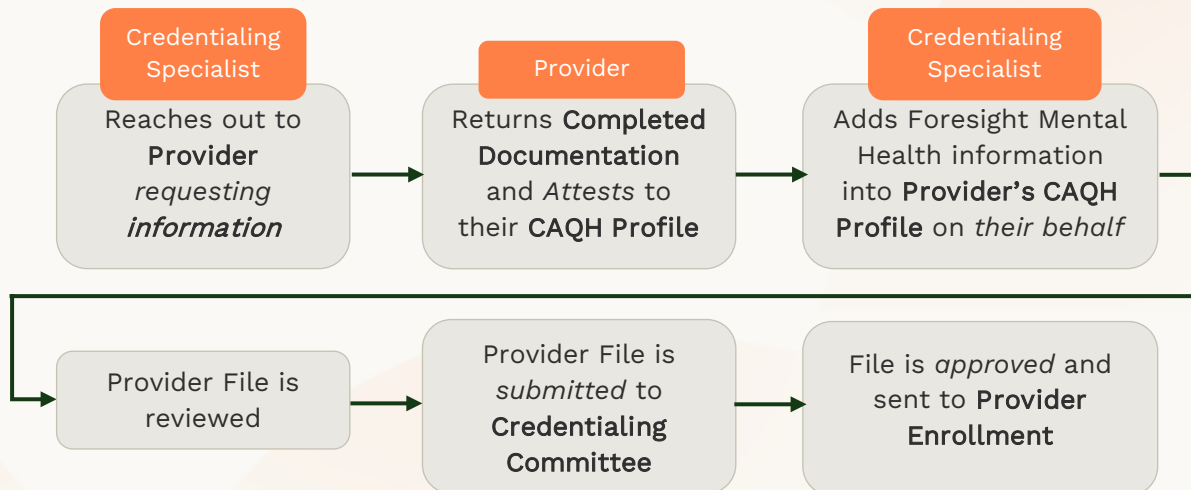 Credentialing
Specialist
Reaches out to
Provider
requesting
information
Provider
Returns Completed
Documentation
and Attests to
their CAQH Profile
Credentialing
Specialist
Adds Foresight Mental
Health information
into Provider’s CAQH
Profile on their behalf
Provider File is
reviewed
Provider File is
submitted to
Credentialing
Committee
File is approved and
sent to Provider
Enrollment